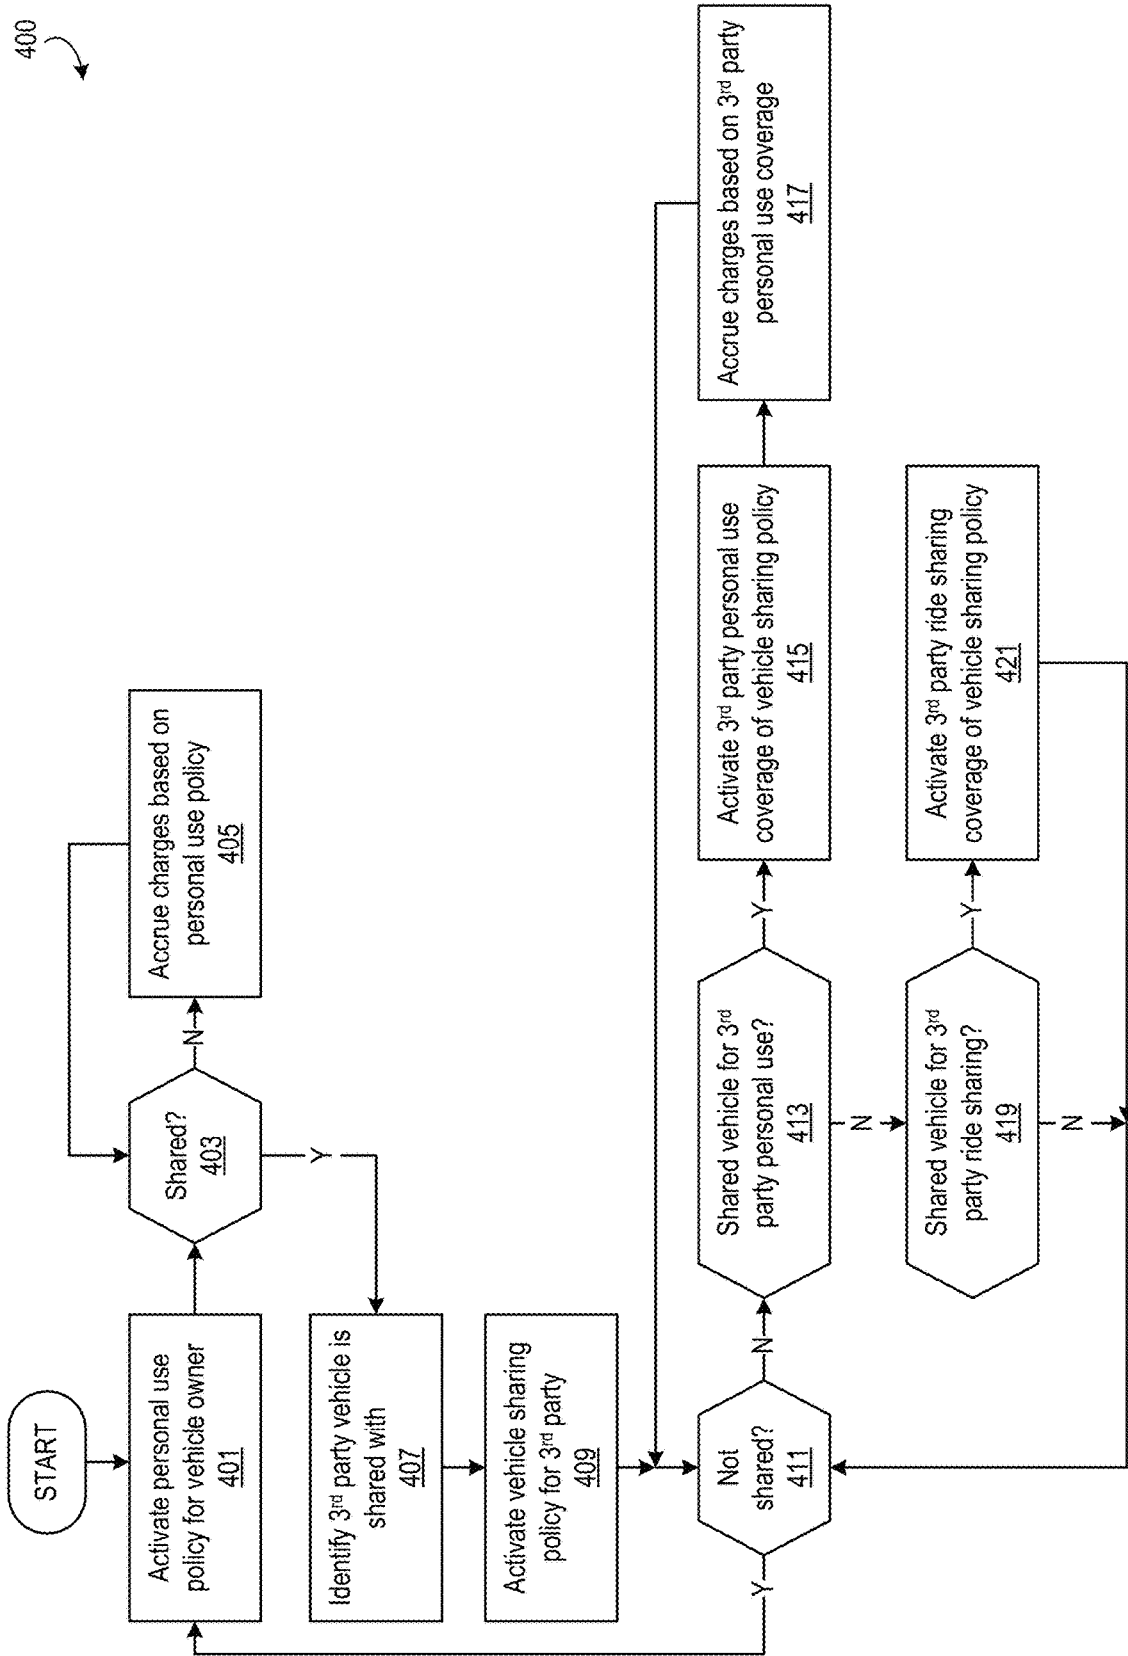 400
START
Activate personal use
policy for vehicle owner
401
Shared?
403
N
Accrue charges based on
personal use policy
405
Y
Identify 3rd party vehicle is
shared with
407
Activate vehicle sharing
policy for 3rd party
409
Not
shared?
411
Y
N
Shared vehicle for 3rd
party personal use?
413
Y
Activate 3rd party personal use
coverage of vehicle sharing policy
415
Accrue charges based on 3rd party
personal use coverage
417
N
Shared vehicle for 3rd
party ride sharing?
419
Y
Activate 3rd party ride sharing
coverage of vehicle sharing policy
421
N